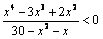 x⁴ − 3x³ + 2x²
────────────── < 0
30 − x² − x